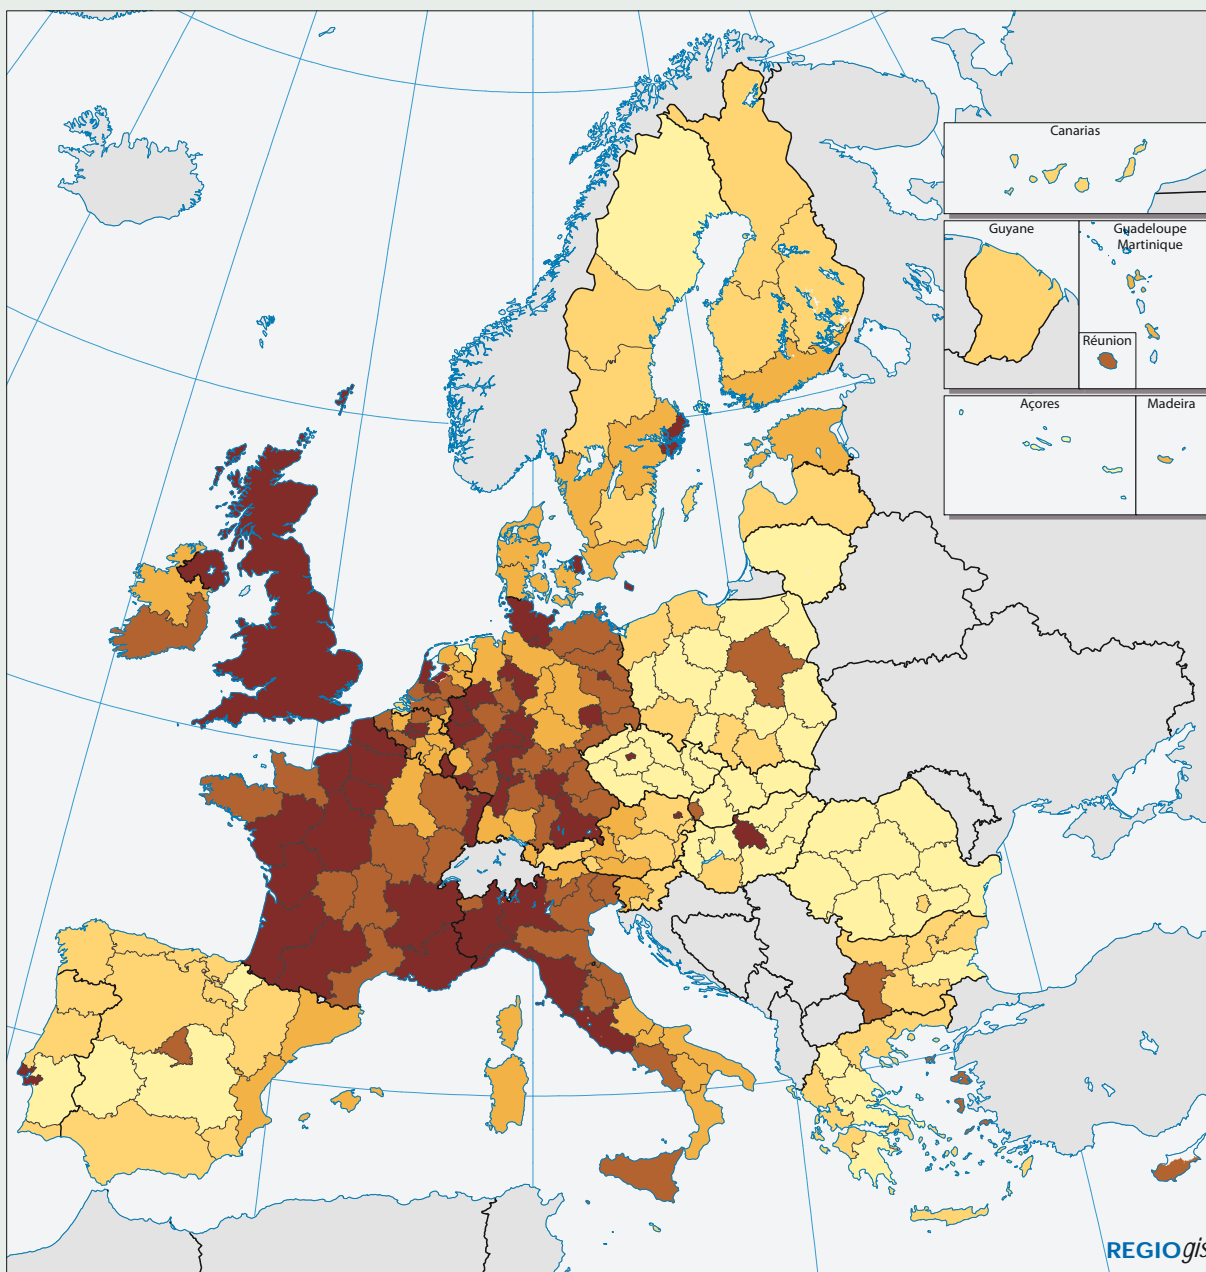 Canarias
Guyane
Guadeloupe
Martinique
Réunion
Açores
Madeira
REGIOgis